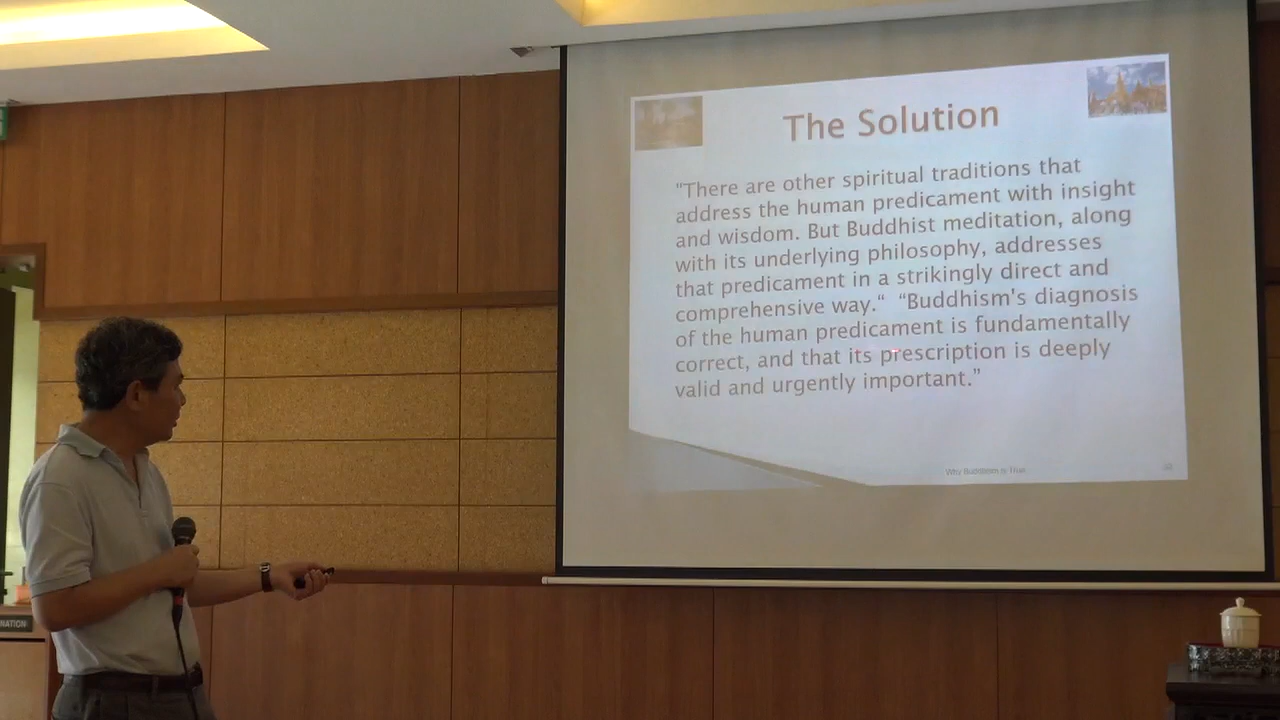 The Solution
"There are other spiritual traditions that
address the human predicament with insight
and wisdom. But Buddhist meditation, along
with its underlying philosophy, addresses
that predicament in a strikingly direct and
comprehensive way.“ “Buddhism's diagnosis
of the human predicament is fundamentally
correct, and that its prescription is deeply
valid and urgently important.”
Why Buddhism is True
NATION